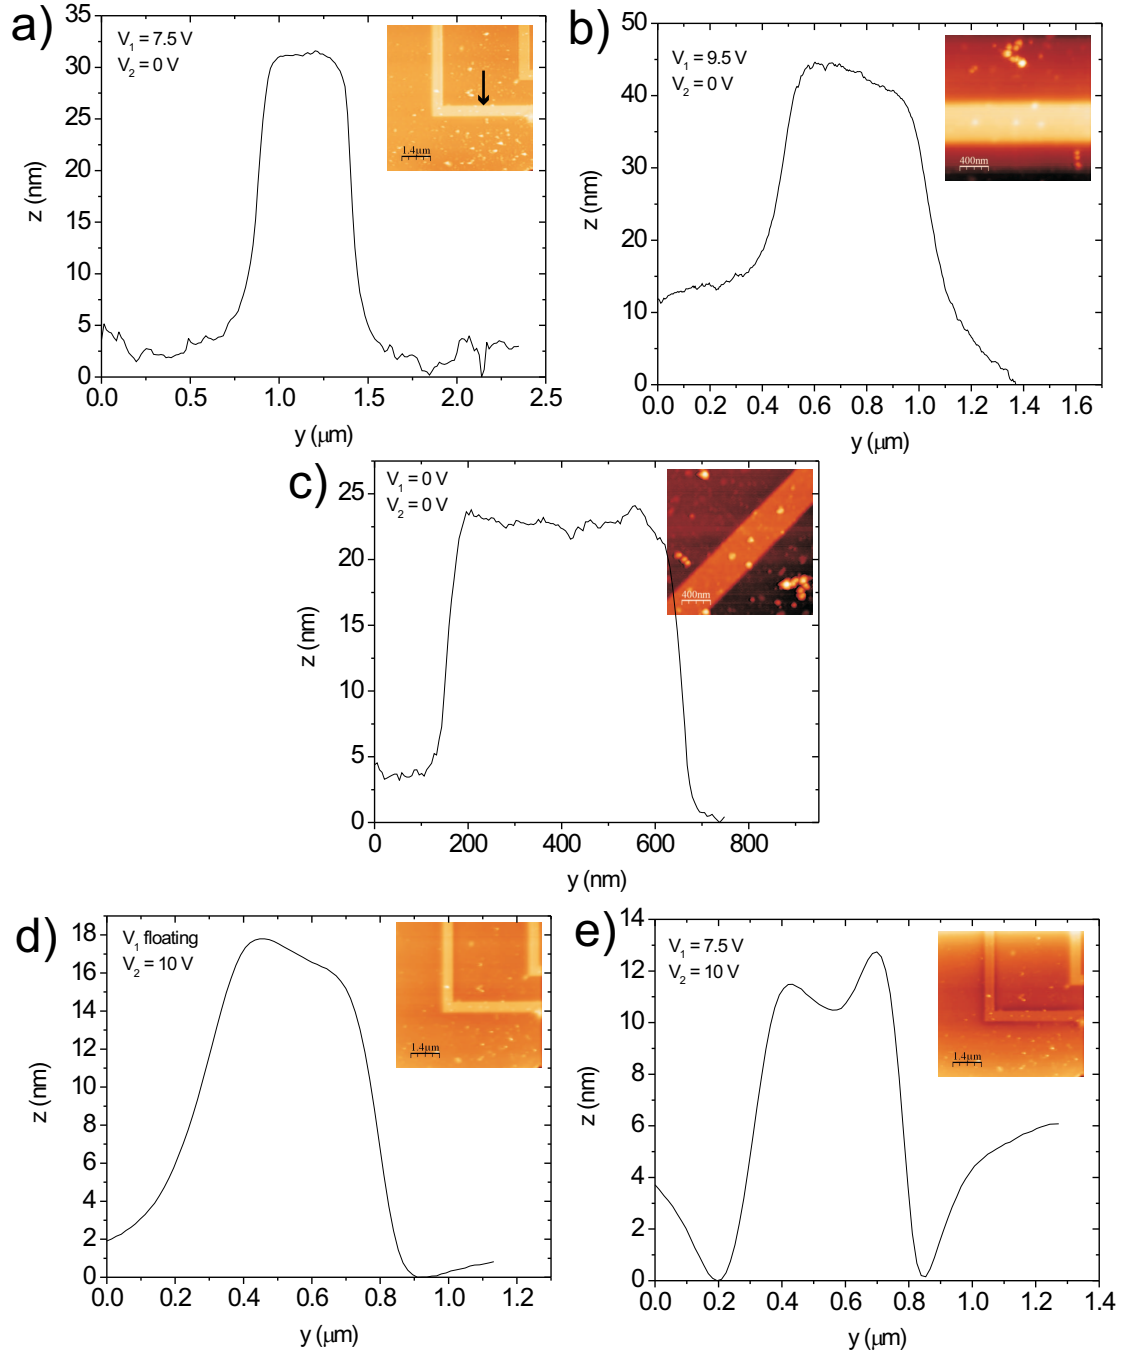 a)
V₁ = 7.5 V
V₂ = 0 V
1.4μm
35
30
25
20
15
10
5
0
z (nm)
0.0 0.5 1.0 1.5 2.0 2.5
y (μm)
b)
V₁ = 9.5 V
V₂ = 0 V
400nm
50
40
30
20
10
0
z (nm)
0.0 0.2 0.4 0.6 0.8 1.0 1.2 1.4 1.6
y (μm)
c)
V₁ = 0 V
V₂ = 0 V
400nm
25
20
15
10
5
0
z (nm)
0 200 400 600 800
y (nm)
d)
V₁ floating
V₂ = 10 V
1.4μm
18
16
14
12
10
8
6
4
2
0
z (nm)
0.0 0.2 0.4 0.6 0.8 1.0 1.2
y (μm)
e)
V₁ = 7.5 V
V₂ = 10 V
1.4μm
14
12
10
8
6
4
2
0
z (nm)
0.0 0.2 0.4 0.6 0.8 1.0 1.2 1.4
y (μm)